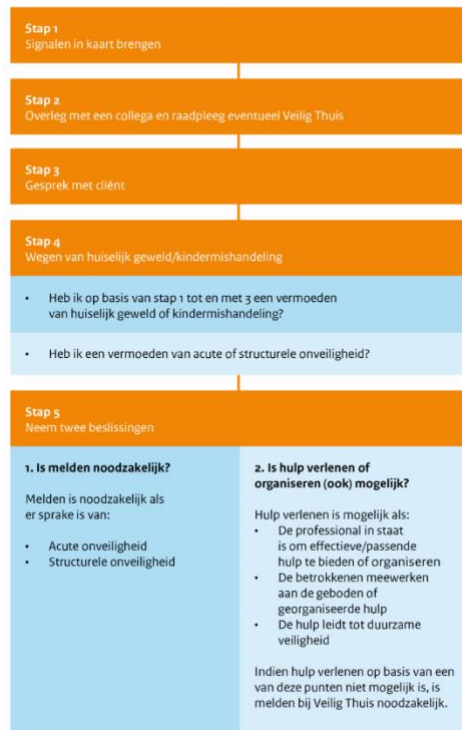 Stap 1
Signalen in kaart brengen
Stap 2
Overleg met een collega en raadpleeg eventueel Veilig Thuis
Stap 3
Gesprek met cliënt
Stap 4
Wegen van huiselijk geweld/kindermishandeling
• Heb ik op basis van stap 1 tot en met 3 een vermoeden
van huiselijk geweld of kindermishandeling?
• Heb ik een vermoeden van acute of structurele onveiligheid?
Stap 5
Neem twee beslissingen
1. Is melden noodzakelijk?
Melden is noodzakelijk als
er sprake is van:
• Acute onveiligheid
• Structurele onveiligheid
2. Is hulp verlenen of
organiseren (ook) mogelijk?
Hulp verlenen is mogelijk als:
• De professional in staat
is om effectieve/passende
hulp te bieden of organiseren
• De betrokkenen meewerken
aan de geboden of
georganiseerde hulp
• De hulp leidt tot duurzame
veiligheid
Indien hulp verlenen op basis van een
van deze punten niet mogelijk is, is
melden bij Veilig Thuis noodzakelijk.